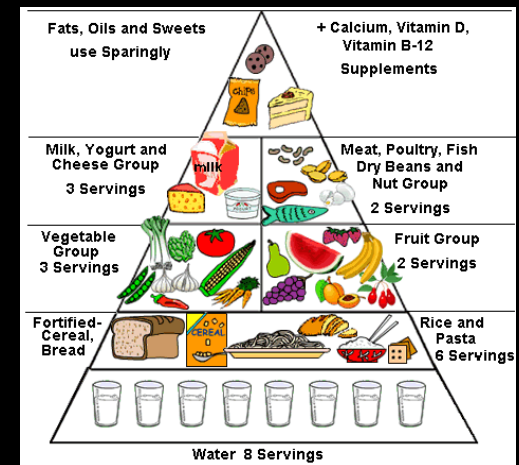 Fats, Oils and Sweets
use Sparingly
+ Calcium, Vitamin D,
Vitamin B-12
Supplements
chips
Milk, Yogurt and
Cheese Group
3 Servings
milk
Meat, Poultry, Fish
Dry Beans and
Nut Group
2 Servings
Vegetable
Group
3 Servings
Fruit Group
2 Servings
Fortified-
Cereal,
Bread
CEREAL
Rice and
Pasta
6 Servings
Water 8 Servings